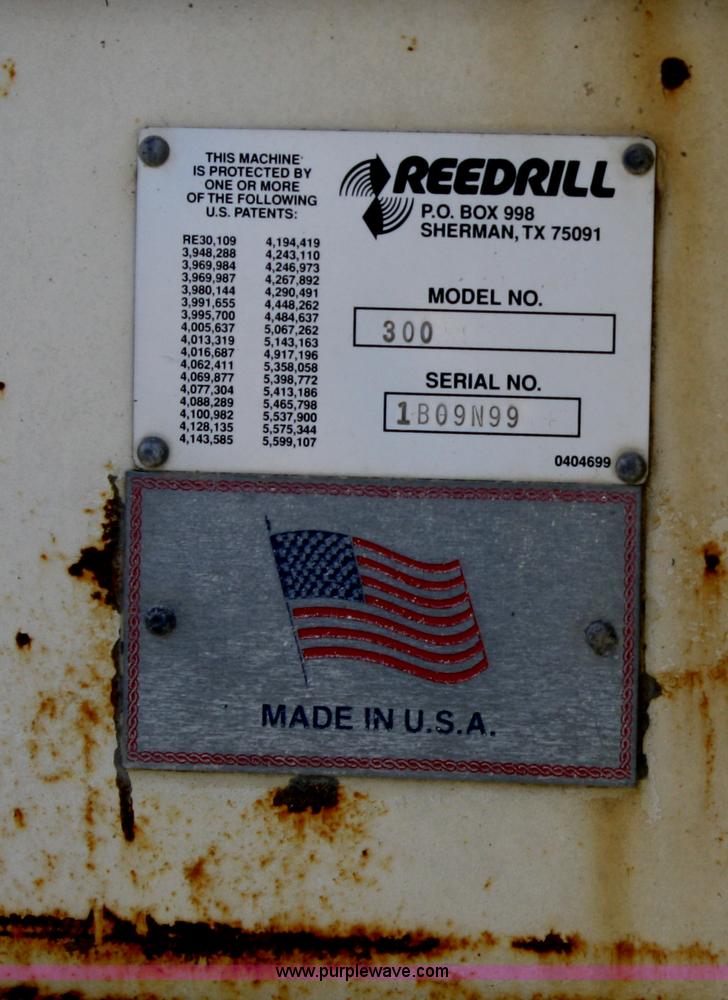 THIS MACHINE
IS PROTECTED BY
ONE OR MORE
OF THE FOLLOWING
U.S. PATENTS:
RE30,109 4,194,419
3,948,288 4,243,110
3,969,984 4,246,973
3,969,987 4,267,892
3,980,144 4,290,491
3,991,655 4,448,262
3,995,700 4,484,637
4,005,637 5,067,262
4,013,319 5,143,163
4,016,687 4,917,196
4,062,411 5,358,058
4,069,877 5,398,772
4,077,304 5,413,186
4,088,289 5,465,798
4,100,982 5,537,900
4,128,135 5,575,344
4,143,585 5,599,107
REEDRILL
P.O. BOX 998
SHERMAN, TX 75091
MODEL NO.
300
SERIAL NO.
1B09N99
0404699
MADE IN U.S.A.
www.purplewave.com